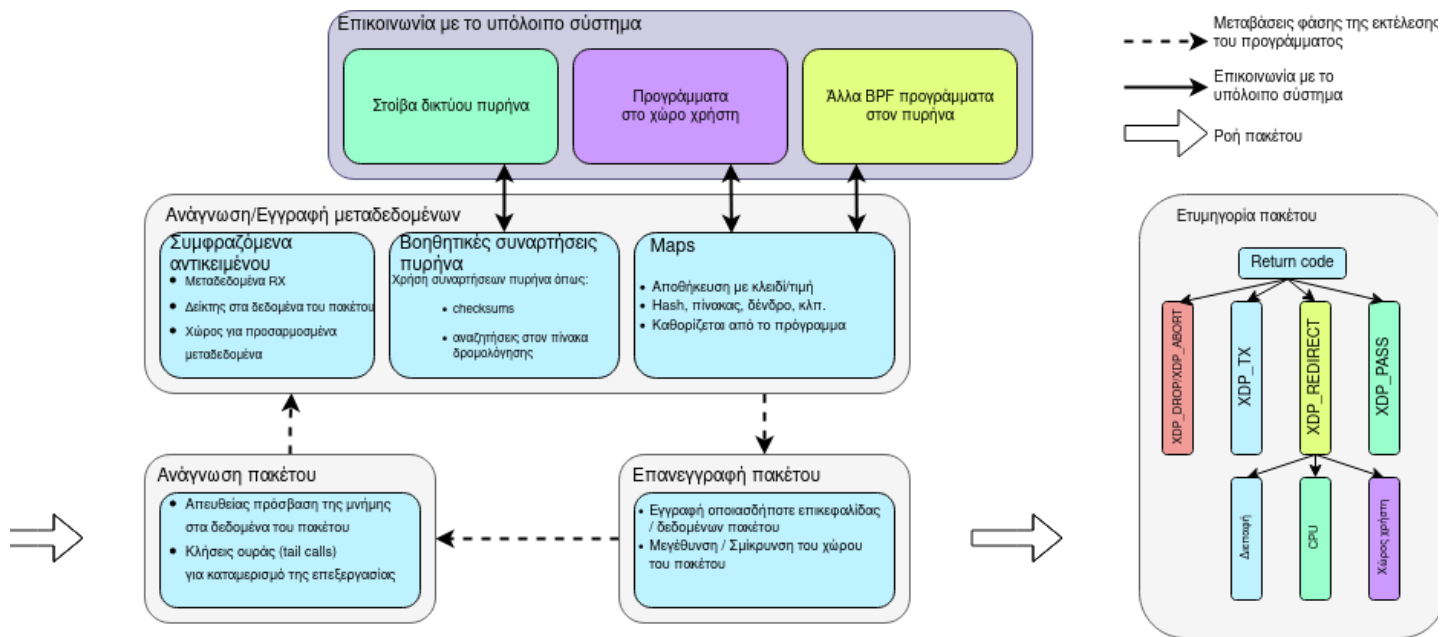 Επικοινωνία με το υπόλοιπο σύστημα
Στοίβα δικτύου πυρήνα
Προγράμματα
στο χώρο χρήστη
Άλλα BPF προγράμματα
στον πυρήνα
Μεταβάσεις φάσης της εκτέλεσης
του προγράμματος
Επικοινωνία με το
υπόλοιπο σύστημα
Ροή πακέτου
Ανάγνωση/Εγγραφή μεταδεδομένων
Συμφραζόμενα
αντικειμένου
• Μεταδεδομένα RX
• Δείκτης στα δεδομένα του πακέτου
• Χώρος για προσαρμοσμένα
μεταδεδομένα
Βοηθητικές συναρτήσεις
πυρήνα
Χρήση συναρτήσεων πυρήνα όπως:
• checksums
• αναζητήσεις στον πίνακα
δρομολόγησης
Maps
• Αποθήκευση με κλειδί/τιμή
• Hash, πίνακας, δένδρο, κλπ.
• Καθορίζεται από το πρόγραμμα
Ανάγνωση πακέτου
• Απευθείας πρόσβαση της μνήμης
στα δεδομένα του πακέτου
• Κλήσεις ουράς (tail calls)
για καταμερισμό της επεξεργασίας
Επανεγγραφή πακέτου
• Εγγραφή οποιασδήποτε επικεφαλίδας
/ δεδομένων πακέτου
• Μεγέθυνση / Σμίκρυνση του χώρου
του πακέτου
Ετυμηγορία πακέτου
Return code
XDP_DROP/XDP_ABORT
XDP_TX
XDP_REDIRECT
XDP_PASS
Διεπαφή
CPU
Χώρος χρήστη